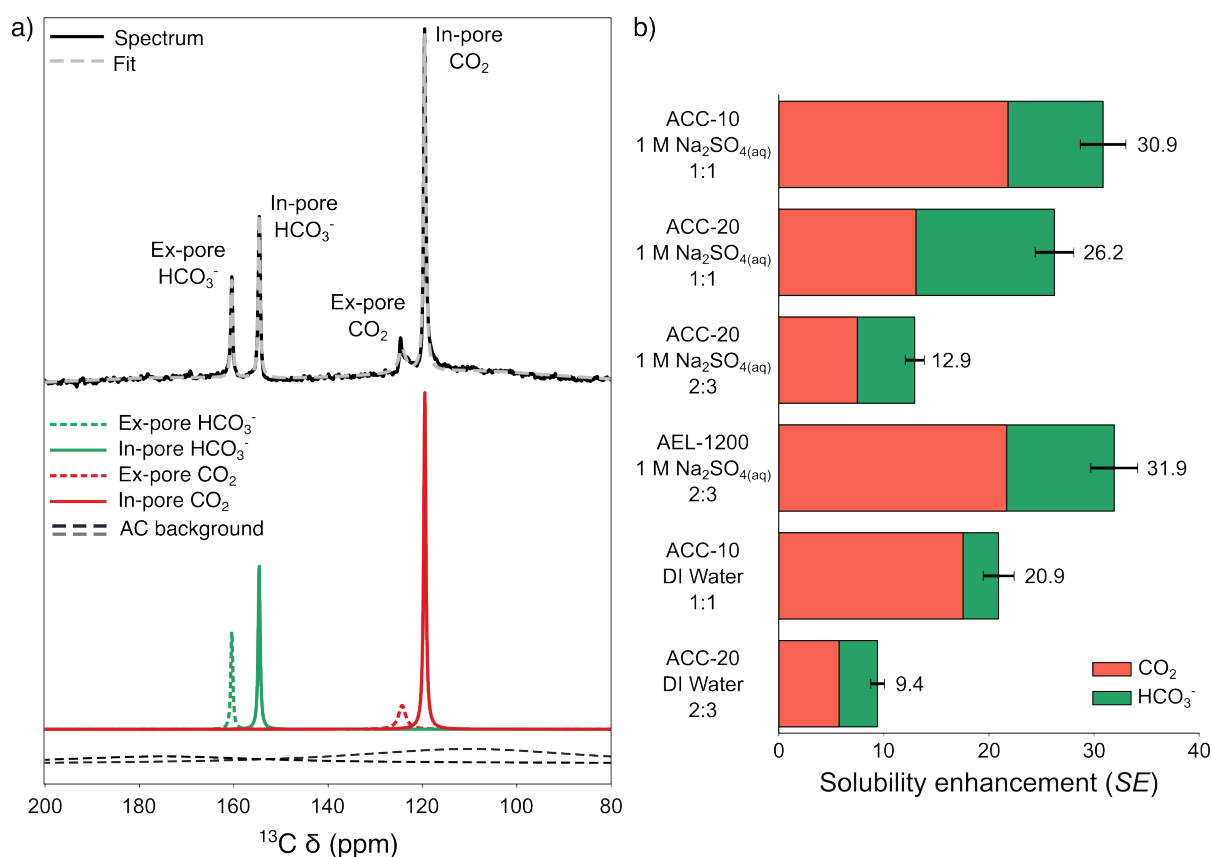 a)
Spectrum
Fit
In-pore
CO₂
In-pore
HCO₃⁻
Ex-pore
HCO₃⁻
Ex-pore
CO₂
Ex-pore HCO₃⁻
In-pore HCO₃⁻
Ex-pore CO₂
In-pore CO₂
AC background
200 180 160 140 120 100 80
¹³C δ (ppm)
b)
ACC-10
1 M Na₂SO₄₍aq₎
1:1
30.9
ACC-20
1 M Na₂SO₄₍aq₎
1:1
26.2
ACC-20
1 M Na₂SO₄₍aq₎
2:3
12.9
AEL-1200
1 M Na₂SO₄₍aq₎
2:3
31.9
ACC-10
DI Water
1:1
20.9
ACC-20
DI Water
2:3
9.4
CO₂
HCO₃⁻
0 10 20 30 40
Solubility enhancement (SE)